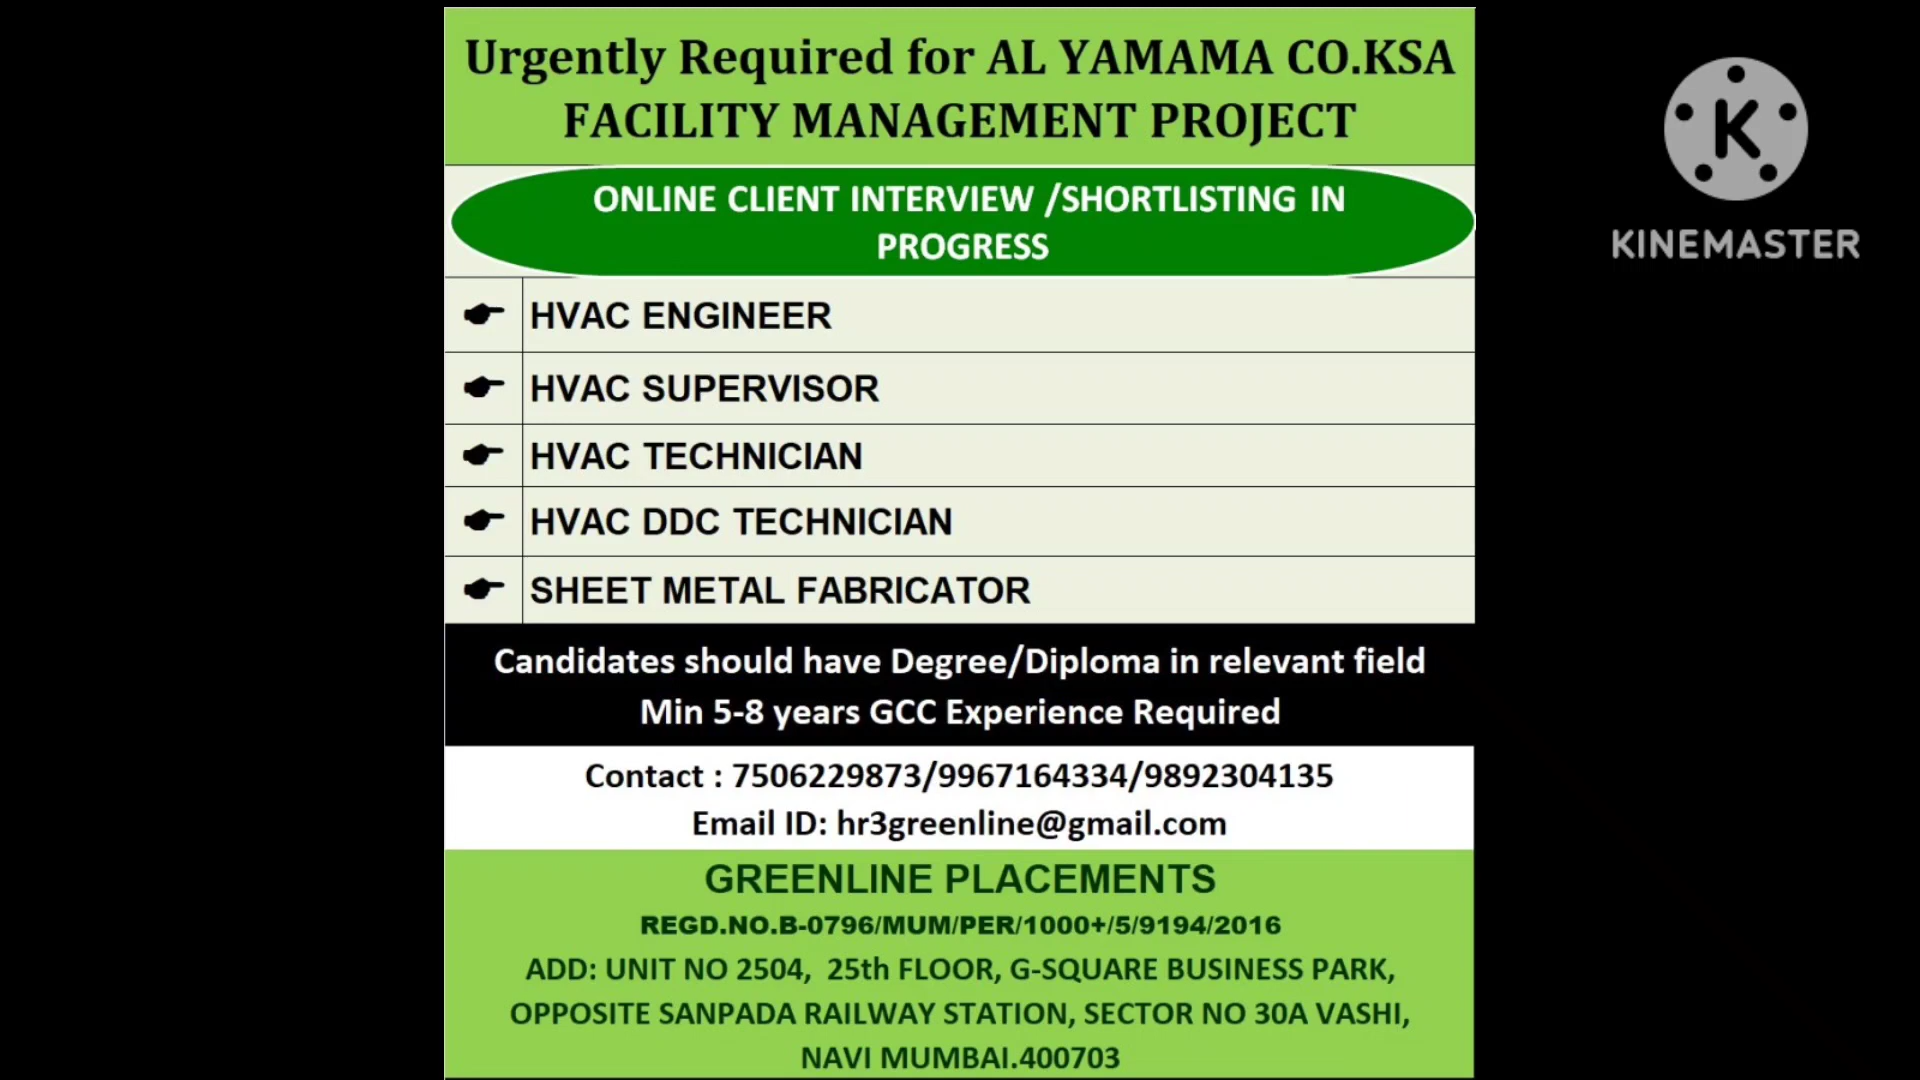 Urgently Required for AL YAMAMA CO.KSA
FACILITY MANAGEMENT PROJECT
ONLINE CLIENT INTERVIEW /SHORTLISTING IN
PROGRESS
HVAC ENGINEER
HVAC SUPERVISOR
HVAC TECHNICIAN
HVAC DDC TECHNICIAN
SHEET METAL FABRICATOR
Candidates should have Degree/Diploma in relevant field
Min 5-8 years GCC Experience Required
Contact : 7506229873/9967164334/9892304135
Email ID: hr3greenline@gmail.com
GREENLINE PLACEMENTS
REGD.NO.B-0796/MUM/PER/1000+/5/9194/2016
ADD: UNIT NO 2504, 25th FLOOR, G-SQUARE BUSINESS PARK,
OPPOSITE SANPADA RAILWAY STATION, SECTOR NO 30A VASHI,
NAVI MUMBAI.400703
K
KINEMASTER